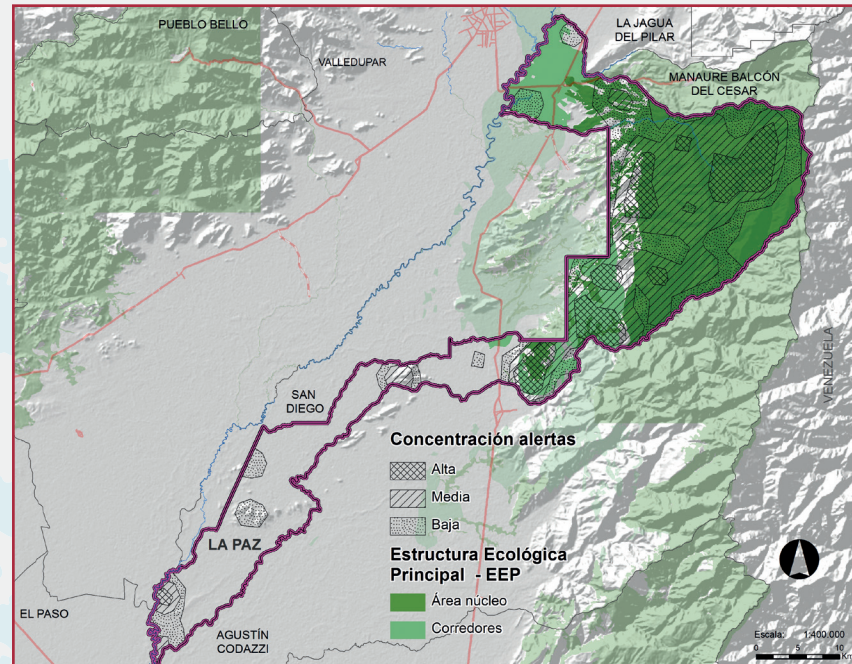 PUEBLO BELLO
VALLEDUPAR
LA JAGUA
DEL PILAR
MANAURE BALCÓN
DEL CESAR
VENEZUELA
SAN
DIEGO
LA PAZ
EL PASO
AGUSTÍN
CODAZZI
Concentración alertas
Alta
Media
Baja
Estructura Ecológica
Principal - EEP
Área núcleo
Corredores
Escala: 1:400.000
0 5 10
Km